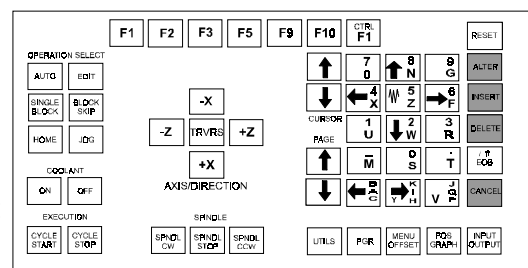 F1 F2 F3 F5 F9 F10 CTRL F1 RESET
OPERATION SELECT
AUTO EDIT
SINGLE BLOCK BLOCK SKIP
HOME JOG
COOLANT
ON OFF
EXECUTION
CYCLE START CYCLE STOP
-X
-Z TRVRS +Z
+X
AXIS/DIRECTION
SPINDLE
SPNDL CW SPNDL STOP SPNDL CCW
7 0 8 N 9 G ALTER
4 X 5 Z 6 F INSERT
CURSOR
1 U 2 W 3 R DELETE
PAGE
- M 0 S . T / # EOB
B A C K I H Y J Q P V CANCEL
UTILS PGR MENU OFFSET POS GRAPH INPUT OUTPUT